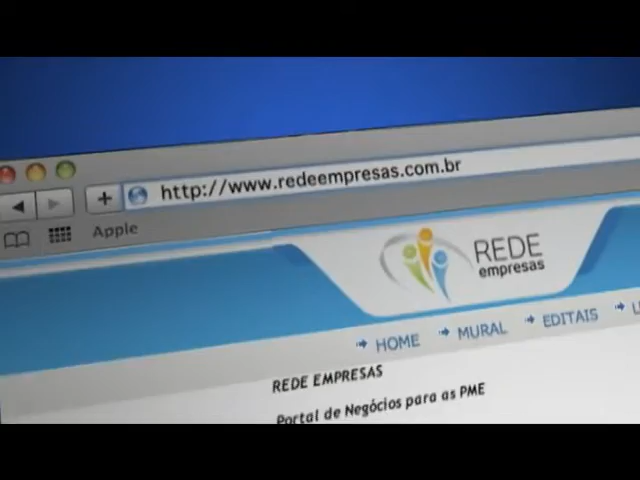 http://www.redeempresas.com.br
Apple
REDE
empresas
HOME
MURAL
EDITAIS
REDE EMPRESAS
Portal de Negócios para as PME